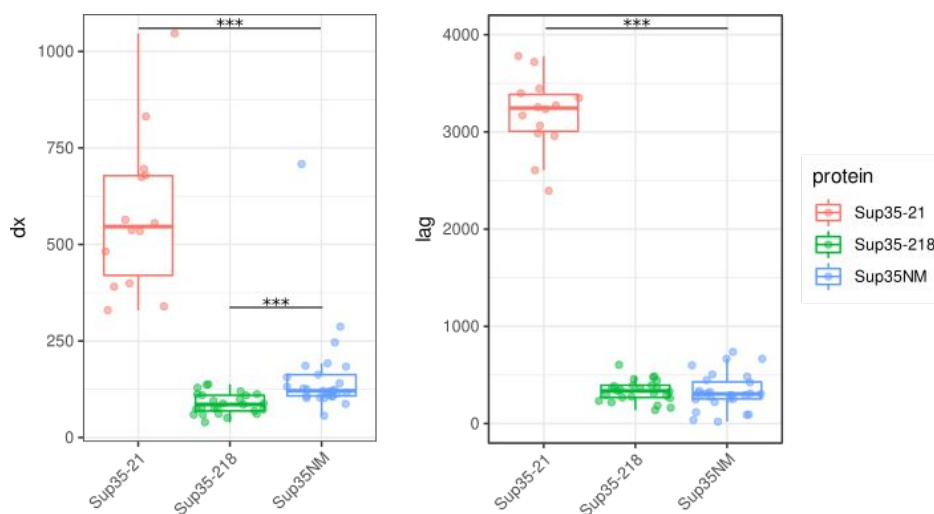 ***
1000
750
500
***
250
0
dx
Sup35-21
Sup35-218
Sup35NM
***
4000
3000
2000
1000
0
lag
Sup35-21
Sup35-218
Sup35NM
protein
Sup35-21
Sup35-218
Sup35NM